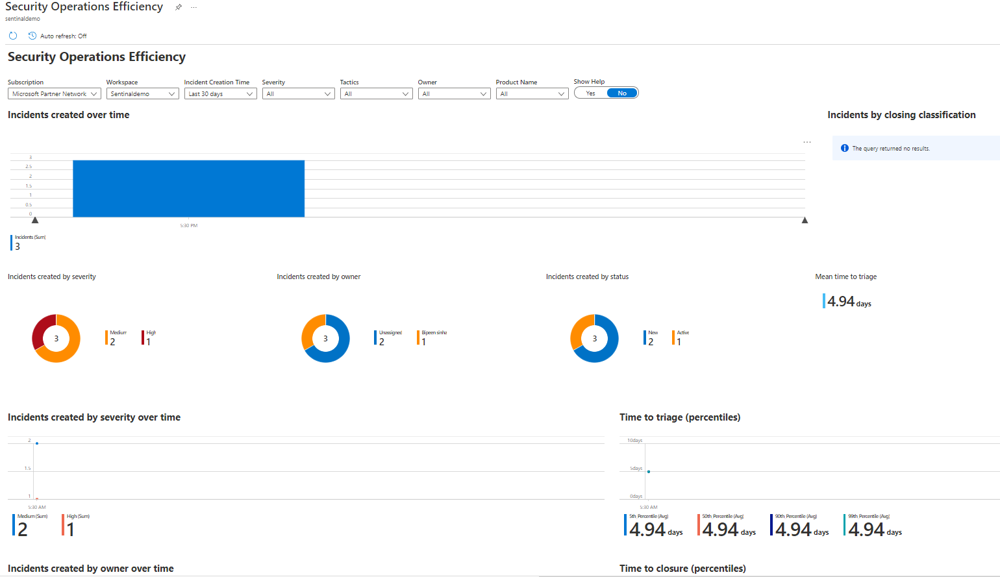 Security Operations Efficiency
...
sentinaldemo
Auto refresh: Off
Security Operations Efficiency
Subscription Workspace Incident Creation Time Severity Tactics Owner Product Name Show Help
Microsoft Partner Network Sentinaldemo Last 30 days All All All All Yes No
Incidents created over time
Incidents by closing classification
...
The query returned no results.
3
2.5
2
1.5
1
0.5
0
5:30 PM
Incidents (Sum)
3
Incidents created by severity
3
Medium
2
High
1
Incidents created by owner
3
Unassigned
2
Bipeen sinha
1
Incidents created by status
3
New
2
Active
1
Mean time to triage
4.94 days
Incidents created by severity over time
2
1.5
1
5:30 AM
Medium (Sum)
2
High (Sum)
1
Time to triage (percentiles)
10days
5days
0days
5:30 AM
5th Percentile (Avg)
4.94 days
50th Percentile (Avg)
4.94 days
90th Percentile (Avg)
4.94 days
99th Percentile (Avg)
4.94 days
Incidents created by owner over time
Time to closure (percentiles)